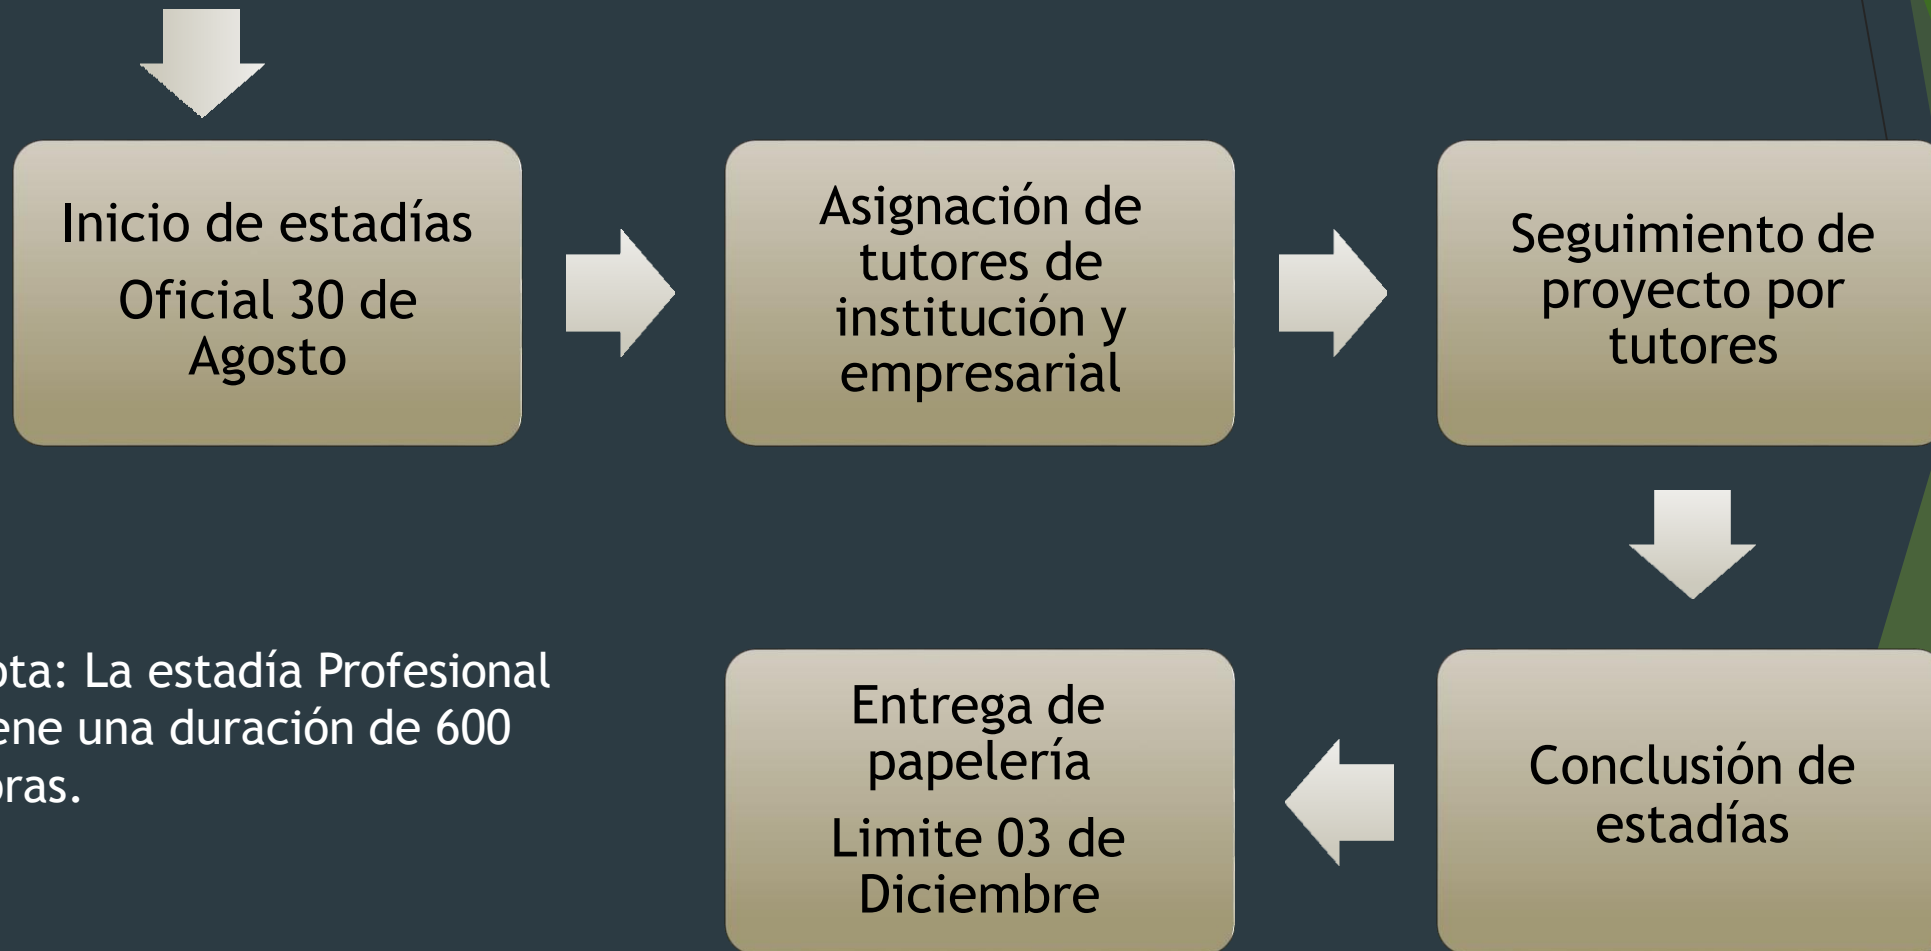 Inicio de estadías
Oficial 30 de
Agosto
Asignación de
tutores de
institución y
empresarial
Seguimiento de
proyecto por
tutores
Conclusión de
estadías
Entrega de
papelería
Limite 03 de
Diciembre
ota: La estadía Profesional
ene una duración de 600
oras.